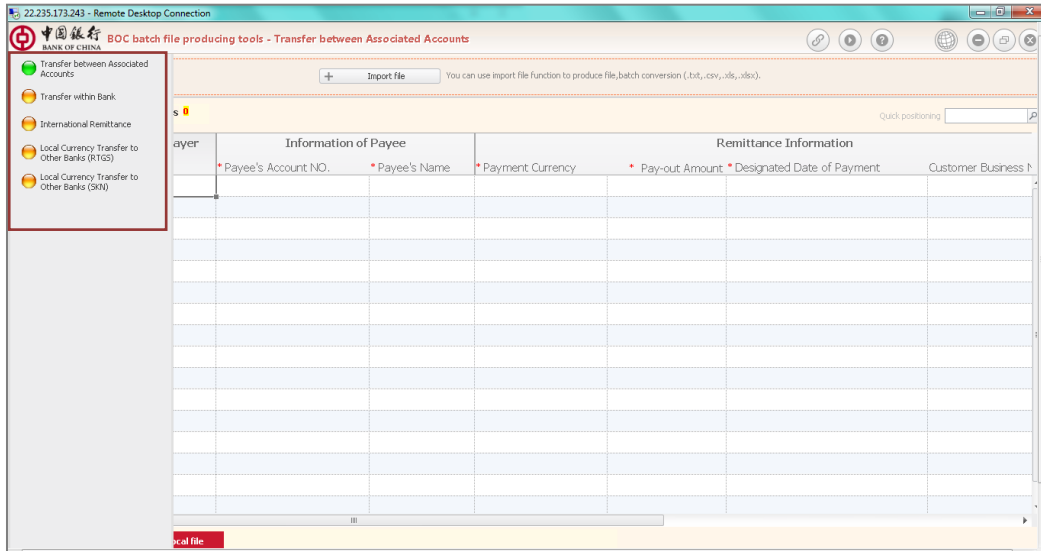 22.235.173.243 - Remote Desktop Connection
中国银行
BANK OF CHINA
BOC batch file producing tools - Transfer between Associated Accounts
Transfer between Associated
Accounts
Transfer within Bank
International Remittance
Local Currency Transfer to
Other Banks (RTGS)
Local Currency Transfer to
Other Banks (SKN)
Import file
You can use import file function to produce file,batch conversion (.txt,.csv,.xls,.xlsx).
s 0
Quick positioning
ayer
Information of Payee
Remittance Information
* Payee's Account NO.
* Payee's Name
* Payment Currency
* Pay-out Amount
* Designated Date of Payment
Customer Business
ocal file